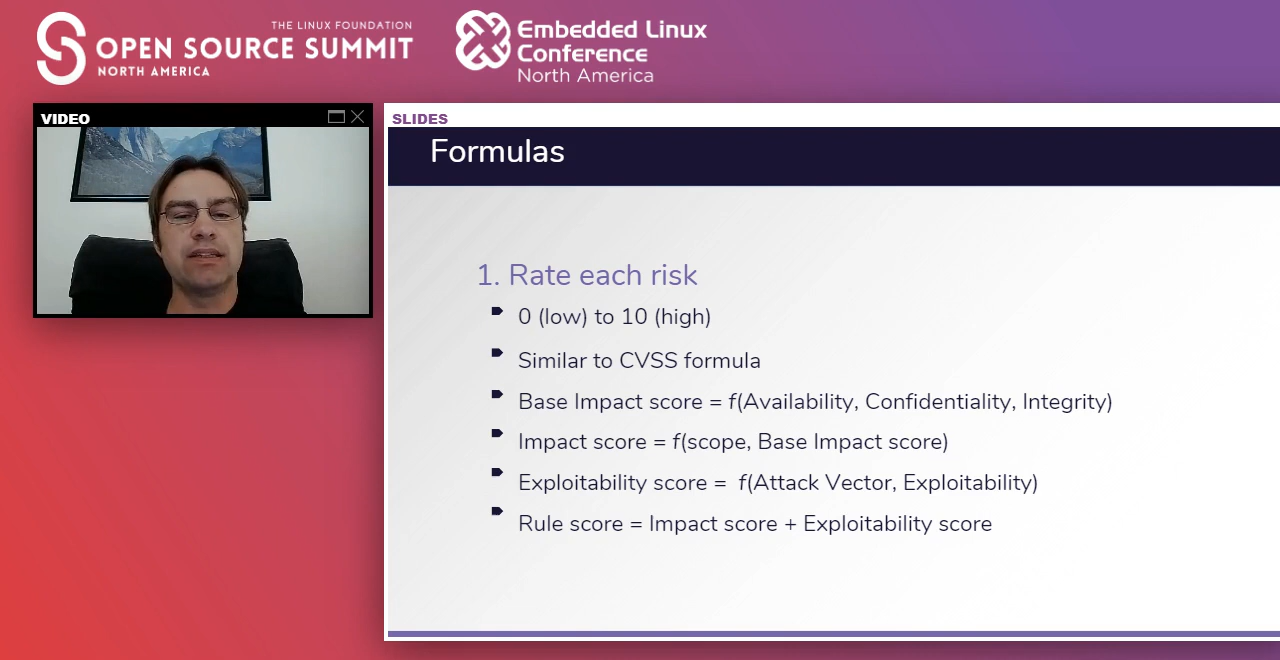 THE LINUX FOUNDATION
OPEN SOURCE SUMMIT
NORTH AMERICA
Embedded Linux
Conference
North America
VIDEO
SLIDES
Formulas
1. Rate each risk
0 (low) to 10 (high)
Similar to CVSS formula
Base Impact score = f(Availability, Confidentiality, Integrity)
Impact score = f(scope, Base Impact score)
Exploitability score = f(Attack Vector, Exploitability)
Rule score = Impact score + Exploitability score